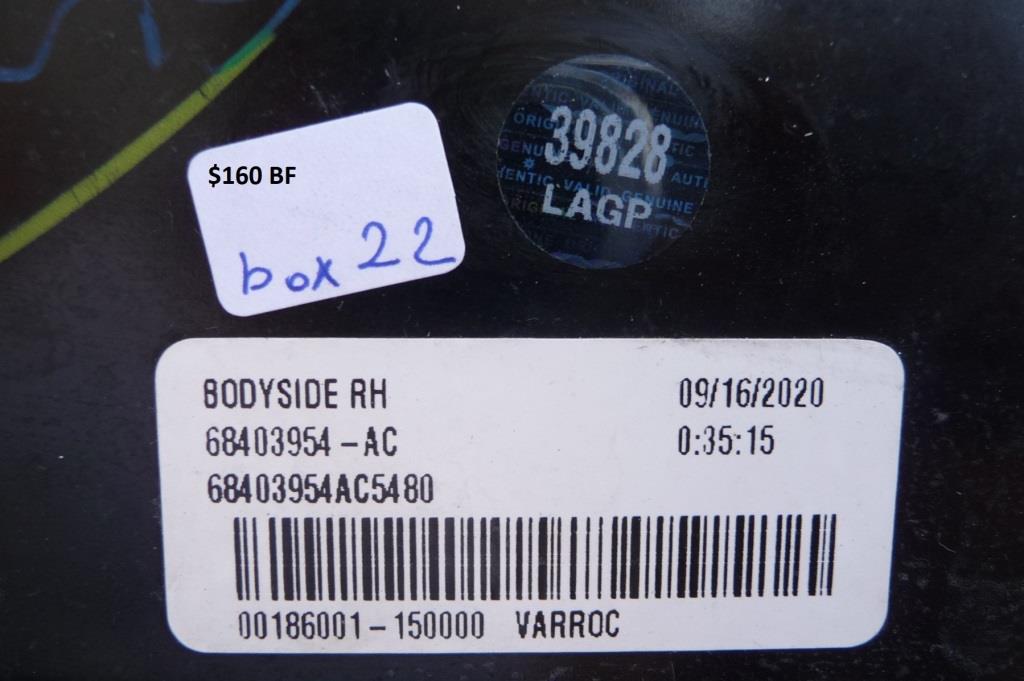 $160 BF
box 22
39828
LAGP
BODYSIDE RH
09/16/2020
68403954-AC
0:35:15
68403954AC5480
00186001-150000 VARROC